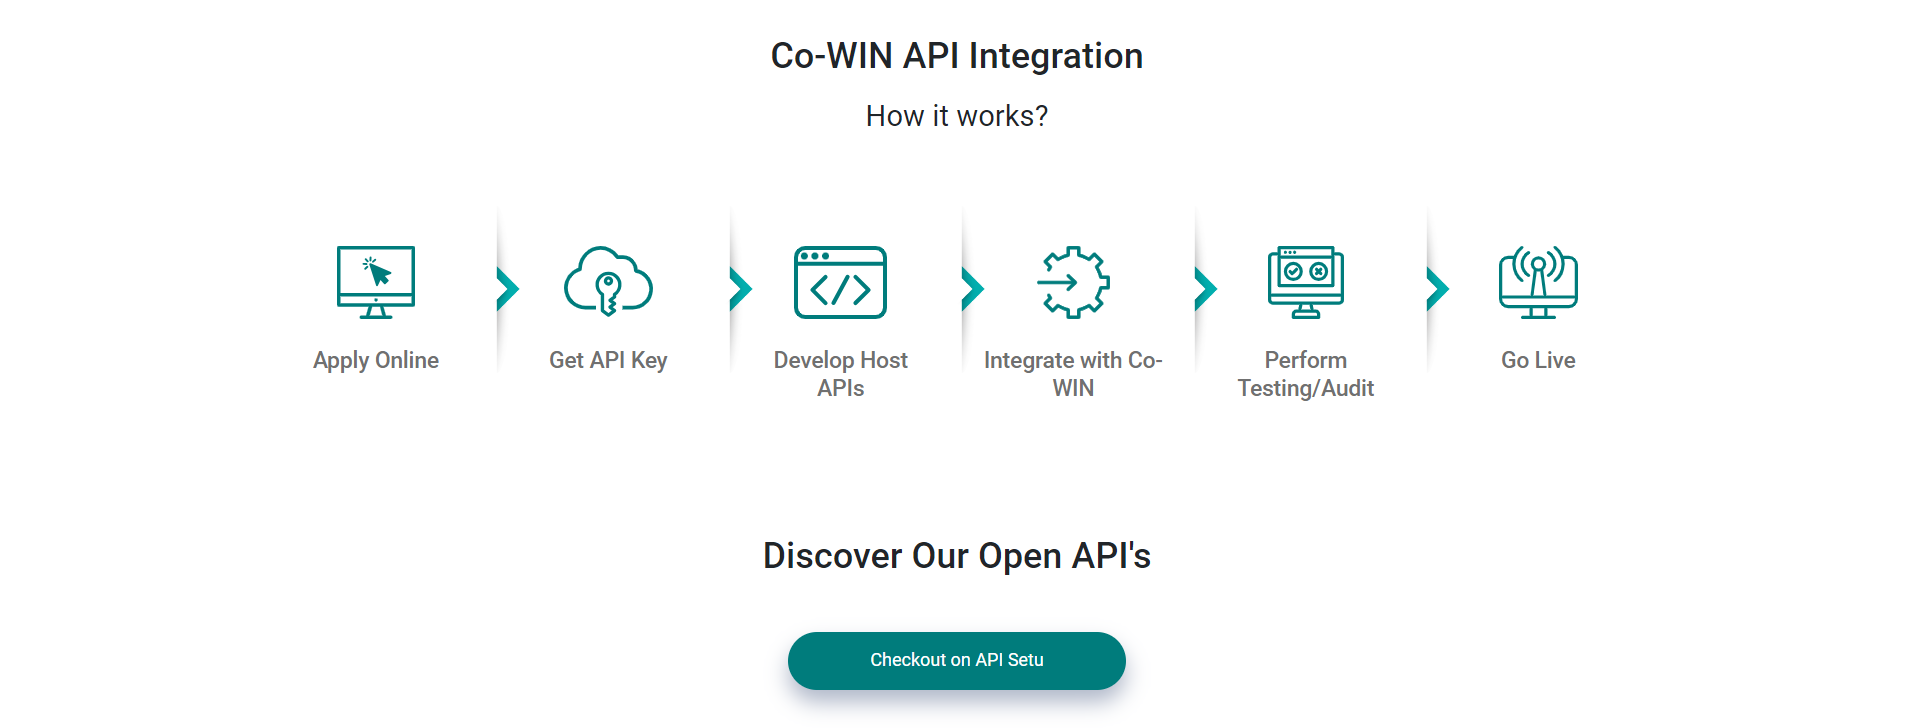 Co-WIN API Integration
How it works?
Apply Online
Get API Key
Develop Host
APIs
Integrate with Co-
WIN
Perform
Testing/Audit
Go Live
Discover Our Open API's
Checkout on API Setu